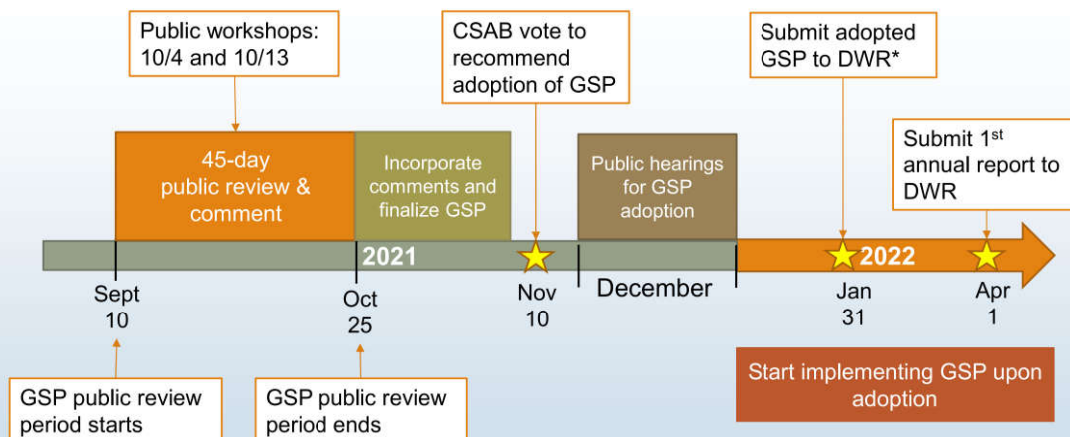 Public workshops:
10/4 and 10/13
CSAB vote to
recommend
adoption of GSP
Submit adopted
GSP to DWR*
Submit 1st
annual report to
DWR
45-day
public review &
comment
Incorporate
comments and
finalize GSP
Public hearings
for GSP
adoption
2021
2022
Sept
10
Oct
25
Nov
10
December
Jan
31
Apr
1
GSP public review
period starts
GSP public review
period ends
Start implementing GSP upon
adoption